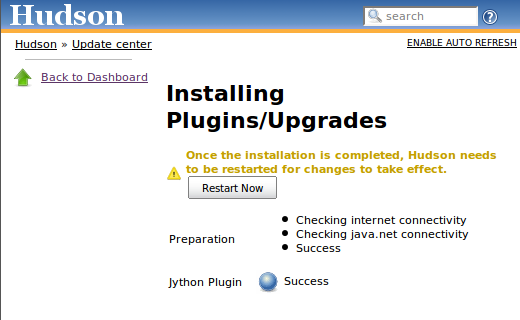 Hudson
search
?
Hudson » Update center
ENABLE AUTO REFRESH
Back to Dashboard
Installing
Plugins/Upgrades
Once the installation is completed, Hudson needs
to be restarted for changes to take effect.
Restart Now
Preparation
• Checking internet connectivity
• Checking java.net connectivity
• Success
Jython Plugin
Success